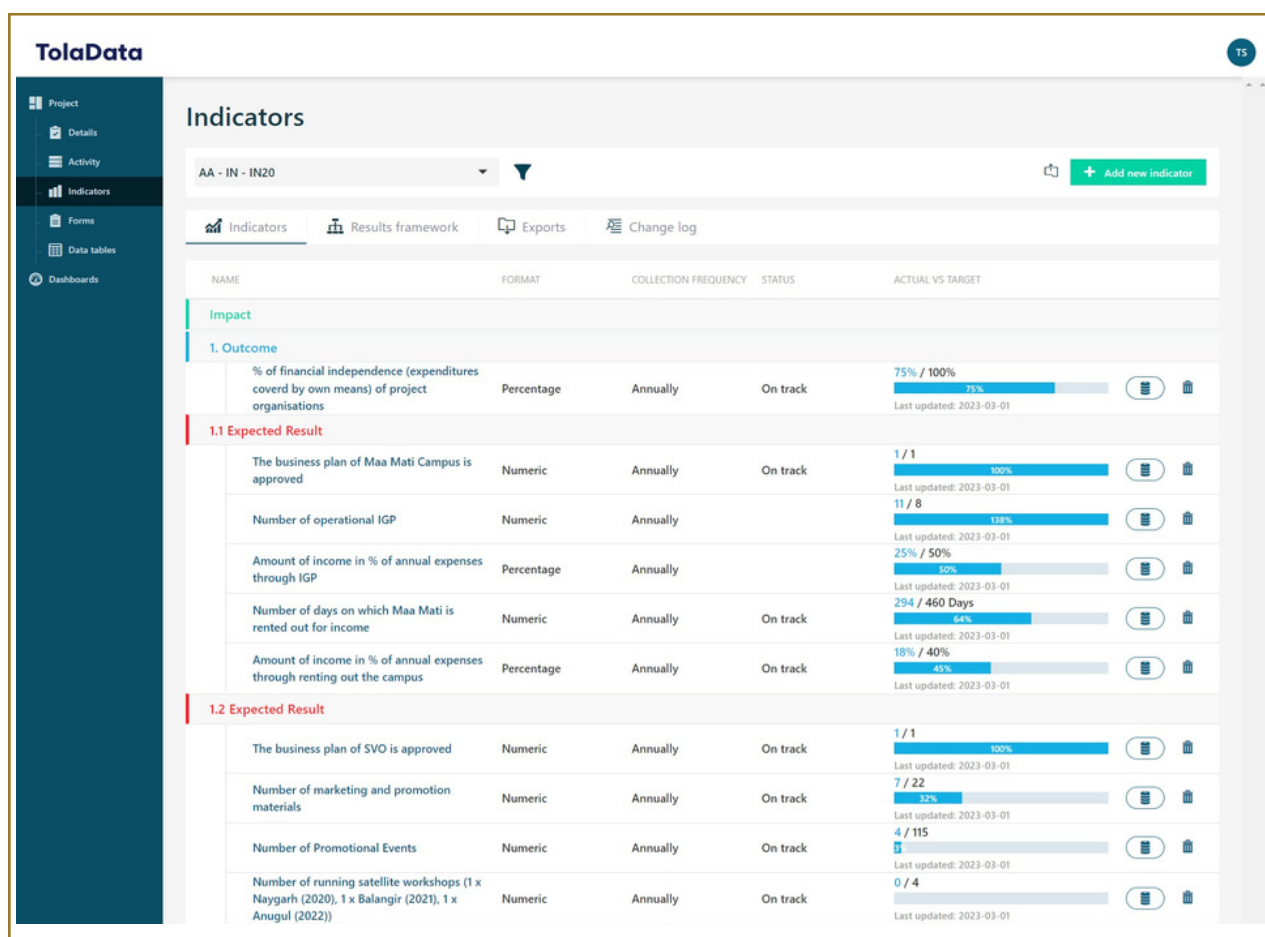 TolaData
TS
Project
Details
Activity
Indicators
Forms
Data tables
Dashboards
Indicators
AA - IN - IN20
Add new indicator
Indicators
Results framework
Exports
Change log
NAME FORMAT COLLECTION FREQUENCY STATUS ACTUAL VS TARGET
Impact
1. Outcome
% of financial independence (expenditures
coverd by own means) of project
organisations
Percentage Annually On track
75% / 100%
75%
Last updated: 2023-03-01
1.1 Expected Result
The business plan of Maa Mati Campus is
approved
Numeric Annually On track
1 / 1
100%
Last updated: 2023-03-01
Number of operational IGP
Numeric Annually
11 / 8
138%
Last updated: 2023-03-01
Amount of income in % of annual expenses
through IGP
Percentage Annually
25% / 50%
50%
Last updated: 2023-03-01
Number of days on which Maa Mati is
rented out for income
Numeric Annually On track
294 / 460 Days
64%
Last updated: 2023-03-01
Amount of income in % of annual expenses
through renting out the campus
Percentage Annually On track
18% / 40%
45%
Last updated: 2023-03-01
1.2 Expected Result
The business plan of SVO is approved
Numeric Annually On track
1 / 1
100%
Last updated: 2023-03-01
Number of marketing and promotion
materials
Numeric Annually On track
7 / 22
32%
Last updated: 2023-03-01
Number of Promotional Events
Numeric Annually On track
4 / 115
3%
Last updated: 2023-03-01
Number of running satellite workshops (1 x
Naygarh (2020), 1 x Balangir (2021), 1 x
Anugul (2022))
Numeric Annually On track
0 / 4
Last updated: 2023-03-01